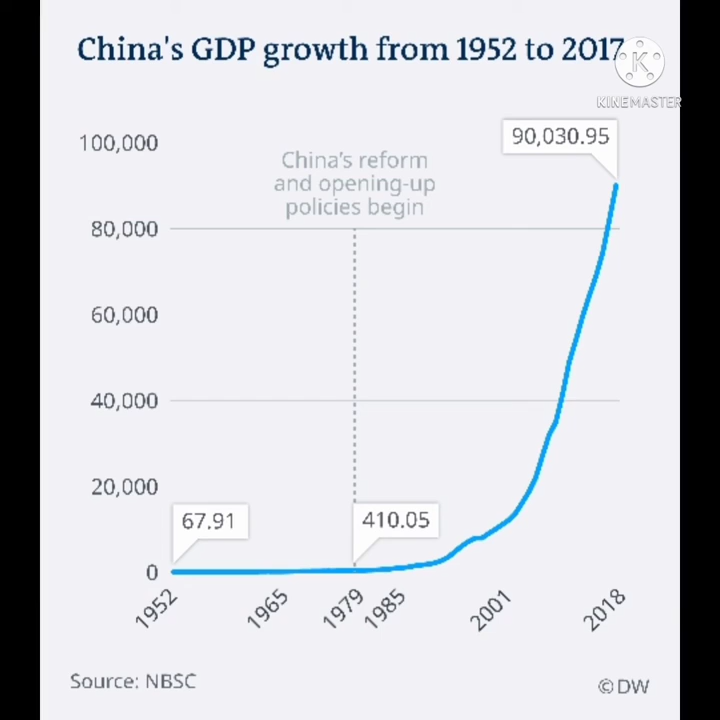 China's GDP growth from 1952 to 2017
K
KINEMASTER
90,030.95
100,000
China's reform
and opening-up
policies begin
80,000
60,000
40,000
20,000
67.91
410.05
0
1952
1965
1979
1985
2001
2018
Source: NBSC
©DW